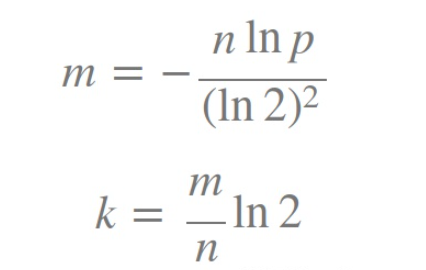 m = − n ln p / (ln 2)²
k = m / n ln 2